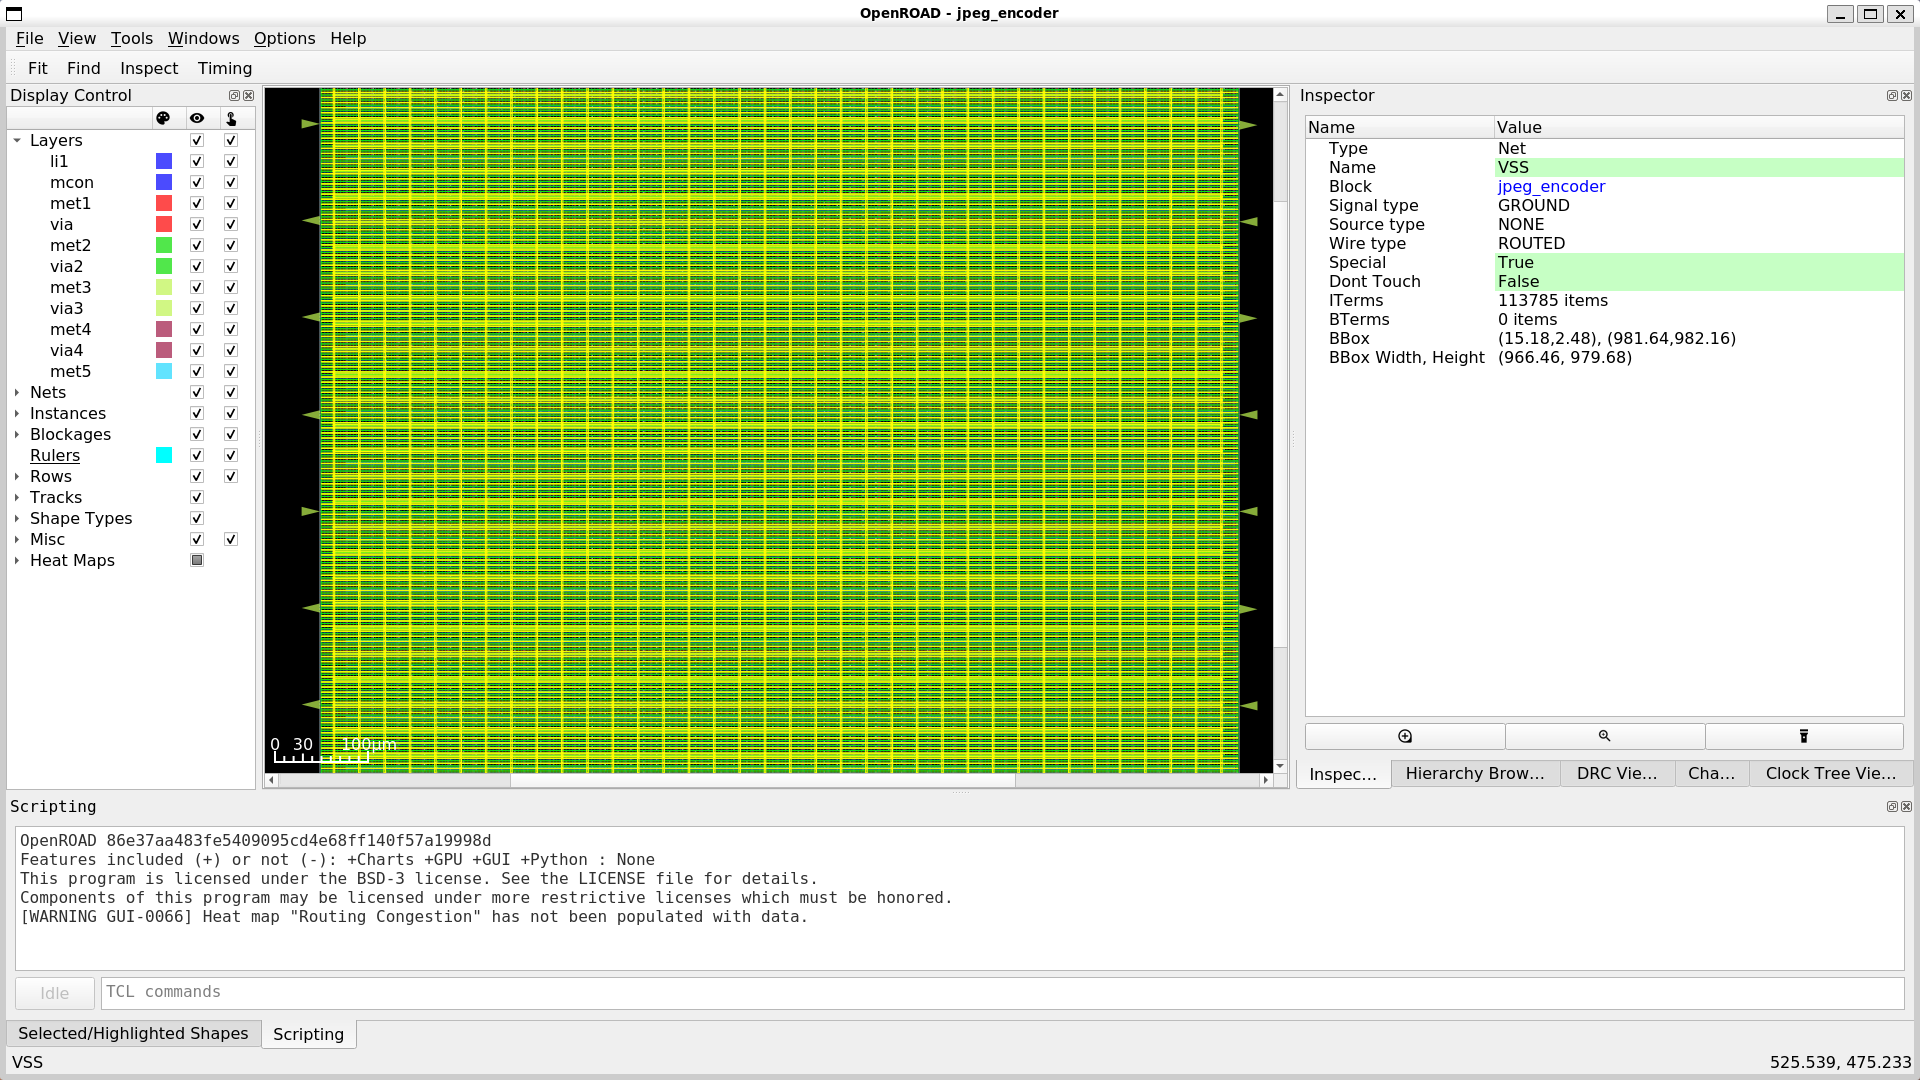 OpenROAD - jpeg_encoder
File View Tools Windows Options Help
Fit Find Inspect Timing
Display Control
Layers
li1
mcon
met1
via
met2
via2
met3
via3
met4
via4
met5
Nets
Instances
Blockages
Rulers
Rows
Tracks
Shape Types
Misc
Heat Maps
0 30 100μm
Inspector
Name Value
Type Net
Name VSS
Block jpeg_encoder
Signal type GROUND
Source type NONE
Wire type ROUTED
Special True
Dont Touch False
ITerms 113785 items
BTerms 0 items
BBox (15.18,2.48), (981.64,982.16)
BBox Width, Height (966.46, 979.68)
Inspec... Hierarchy Brow... DRC Vie... Cha... Clock Tree Vie...
Scripting
OpenROAD 86e37aa483fe5409095cd4e68ff140f57a19998d
Features included (+) or not (-): +Charts +GPU +GUI +Python : None
This program is licensed under the BSD-3 license. See the LICENSE file for details.
Components of this program may be licensed under more restrictive licenses which must be honored.
[WARNING GUI-0066] Heat map "Routing Congestion" has not been populated with data.
Idle TCL commands
Selected/Highlighted Shapes Scripting
VSS 525.539, 475.233